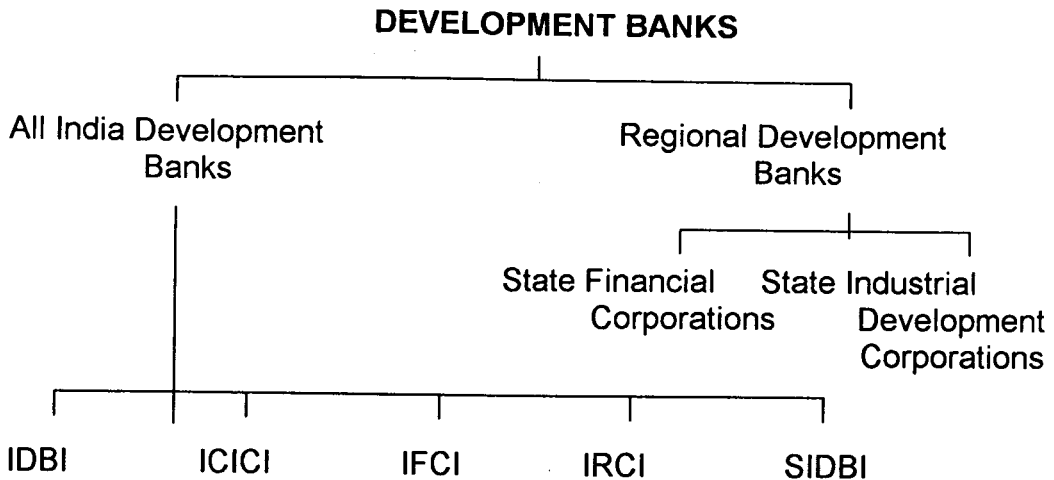 DEVELOPMENT BANKS
All India Development
Banks
Regional Development
Banks
State Financial
Corporations
State Industrial
Development
Corporations
IDBI
ICICI
IFCI
IRCI
SIDBI